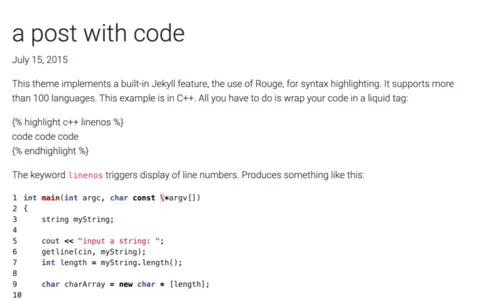 a post with code
July 15, 2015
This theme implements a built-in Jekyll feature, the use of Rouge, for syntax highlighting. It supports more
than 100 languages. This example is in C++. All you have to do is wrap your code in a liquid tag:
{% highlight c++ linenos %}
code code code
{% endhighlight %}
The keyword linenos triggers display of line numbers. Produces something like this:
1 int main(int argc, char const \*argv[])
2 {
3     string myString;
4
5     cout << "input a string: ";
6     getline(cin, myString);
7     int length = myString.length();
8
9     char charArray = new char * [length];
10